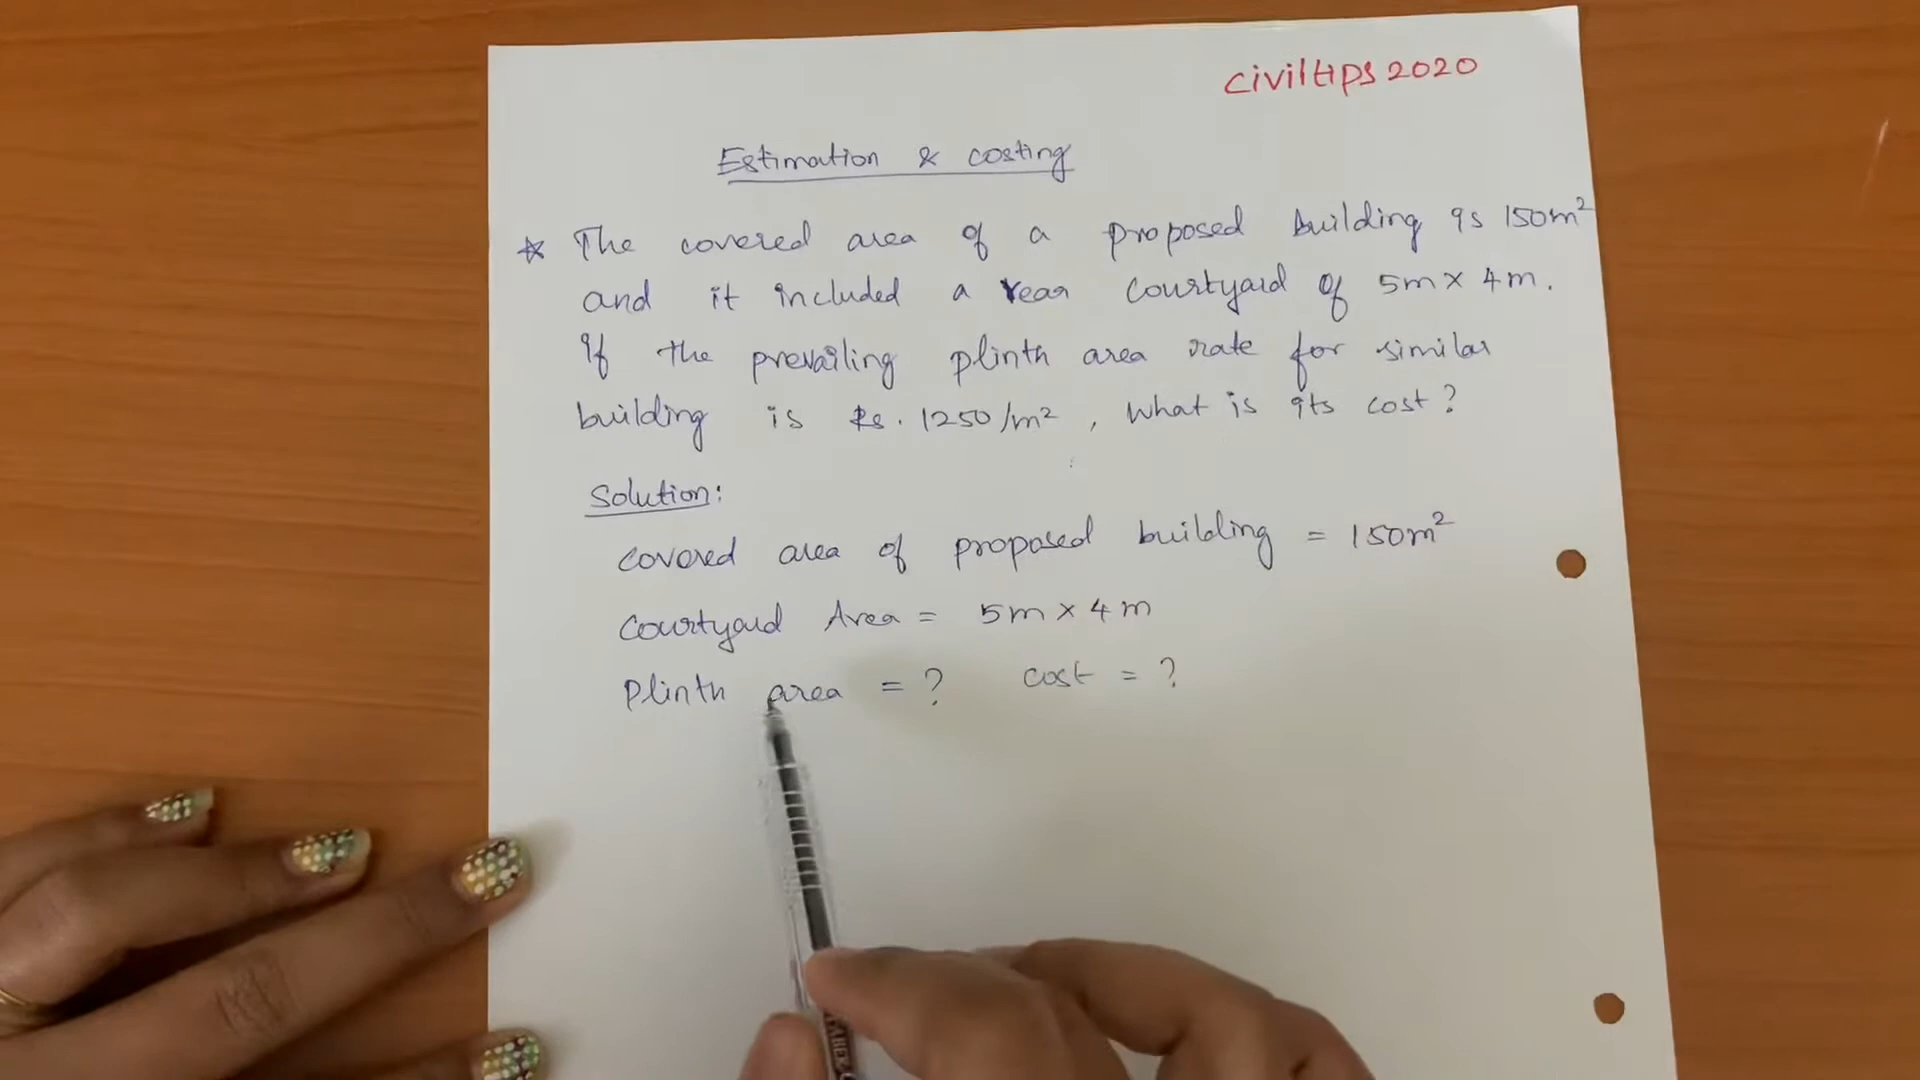 civiltips 2020
Estimation & costing
☆ The covered area of a proposed building is 150m²
and it included a rear courtyard of 5m × 4m.
If the prevailing plinth area rate for similar
building is Rs. 1250/m², what is its cost?
Solution:
covered area of proposed building = 150m²
Courtyard Area = 5m × 4m
Plinth area = ? cost = ?